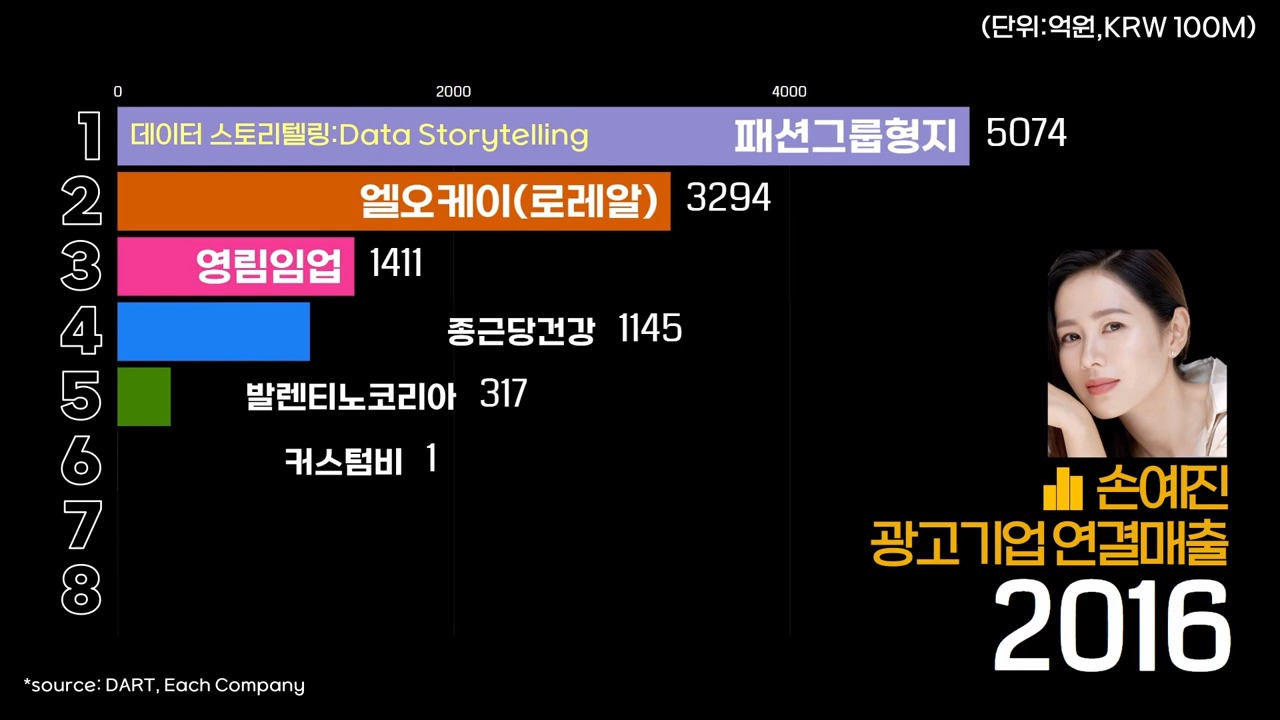 (단위:억원,KRW 100M)
0 2000 4000
1 데이터 스토리텔링:Data Storytelling 패션그룹형지 5074
2 엘오케이(로레알) 3294
3 영림임업 1411
4 종근당건강 1145
5 발렌티노코리아 317
6 커스텀비 1
7
8
손예진
광고기업 연결매출
2016
*source: DART, Each Company